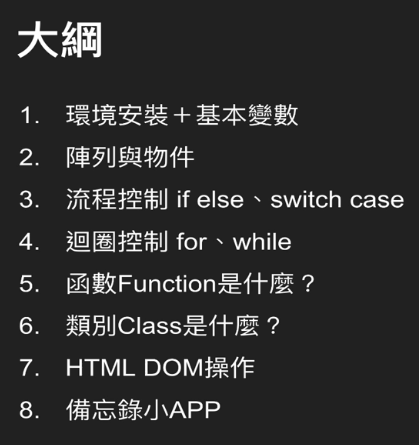 大綱
1. 環境安裝＋基本變數
2. 陣列與物件
3. 流程控制 if else、switch case
4. 迴圈控制 for、while
5. 函數Function是什麼？
6. 類別Class是什麼？
7. HTML DOM操作
8. 備忘錄小APP